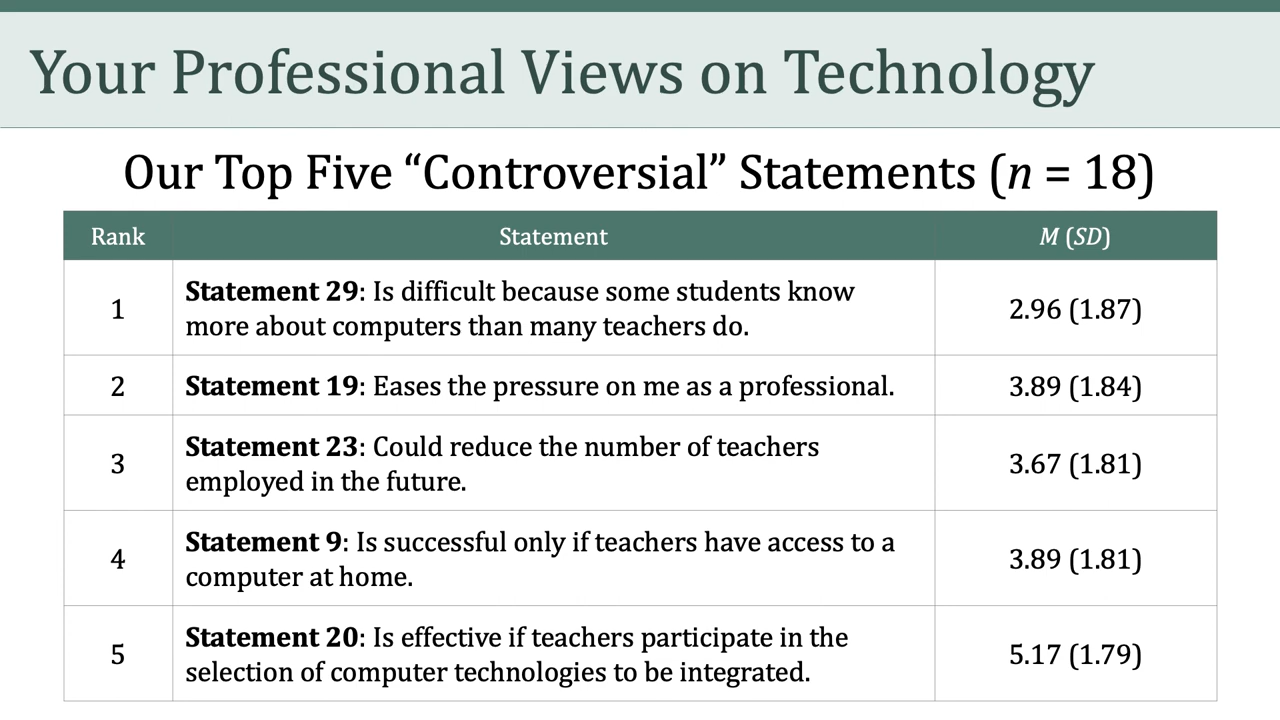 Your Professional Views on Technology
Our Top Five “Controversial” Statements (n = 18)
Rank Statement M (SD)
1 Statement 29: Is difficult because some students know
more about computers than many teachers do. 2.96 (1.87)
2 Statement 19: Eases the pressure on me as a professional. 3.89 (1.84)
3 Statement 23: Could reduce the number of teachers
employed in the future. 3.67 (1.81)
4 Statement 9: Is successful only if teachers have access to a
computer at home. 3.89 (1.81)
5 Statement 20: Is effective if teachers participate in the
selection of computer technologies to be integrated. 5.17 (1.79)